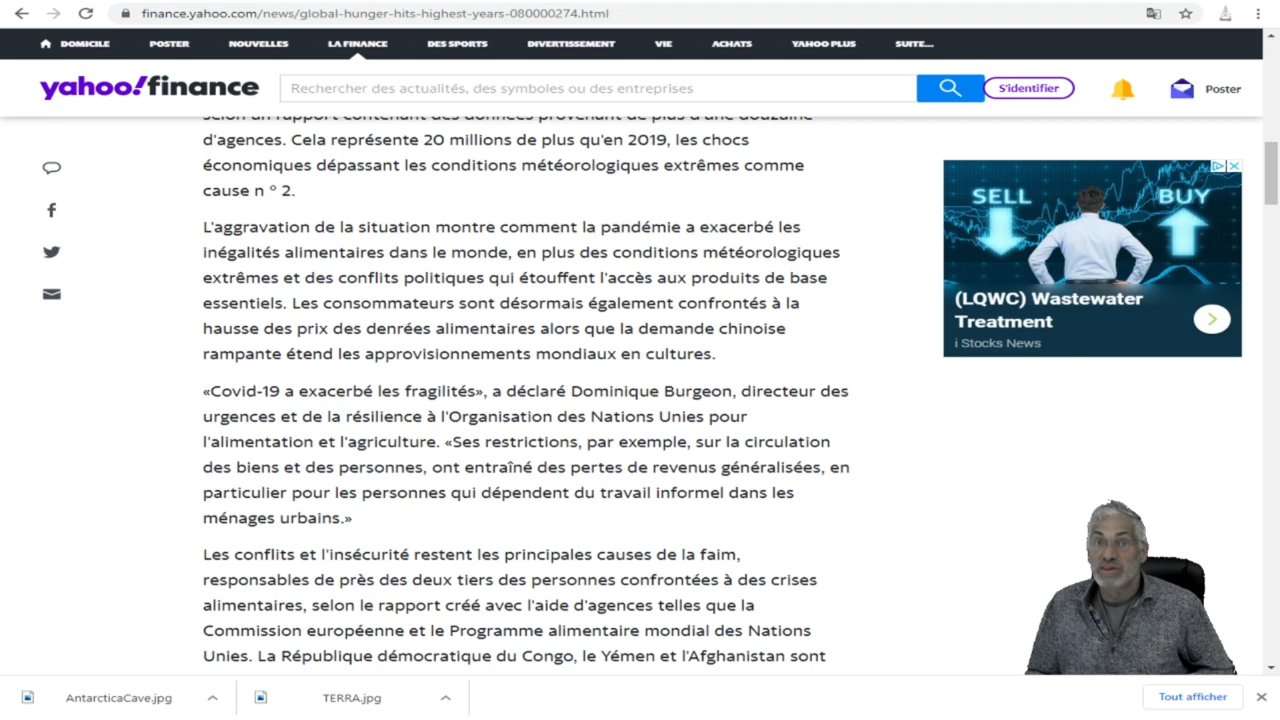 finance.yahoo.com/news/global-hunger-hits-highest-years-080000274.html
DOMICILE POSTER NOUVELLES LA FINANCE DES SPORTS DIVERTISSEMENT VIE ACHATS YAHOO PLUS SUITE...
yahoo!finance
Rechercher des actualités, des symboles ou des entreprises
S'identifier
Poster
selon un rapport contenant des données provenant de plus d'une douzaine
d'agences. Cela représente 20 millions de plus qu'en 2019, les chocs
économiques dépassant les conditions météorologiques extrêmes comme
cause n ° 2.
L'aggravation de la situation montre comment la pandémie a exacerbé les
inégalités alimentaires dans le monde, en plus des conditions météorologiques
extrêmes et des conflits politiques qui étouffent l'accès aux produits de base
essentiels. Les consommateurs sont désormais également confrontés à la
hausse des prix des denrées alimentaires alors que la demande chinoise
rampante étend les approvisionnements mondiaux en cultures.
«Covid-19 a exacerbé les fragilités», a déclaré Dominique Burgeon, directeur des
urgences et de la résilience à l'Organisation des Nations Unies pour
l'alimentation et l'agriculture. «Ses restrictions, par exemple, sur la circulation
des biens et des personnes, ont entraîné des pertes de revenus généralisées, en
particulier pour les personnes qui dépendent du travail informel dans les
ménages urbains.»
Les conflits et l'insécurité restent les principales causes de la faim,
responsables de près des deux tiers des personnes confrontées à des crises
alimentaires, selon le rapport créé avec l'aide d'agences telles que la
Commission européenne et le Programme alimentaire mondial des Nations
Unies. La République démocratique du Congo, le Yémen et l'Afghanistan sont
SELL BUY
(LQWC) Wastewater
Treatment
i Stocks News
AntarcticaCave.jpg
TERRA.jpg
Tout afficher